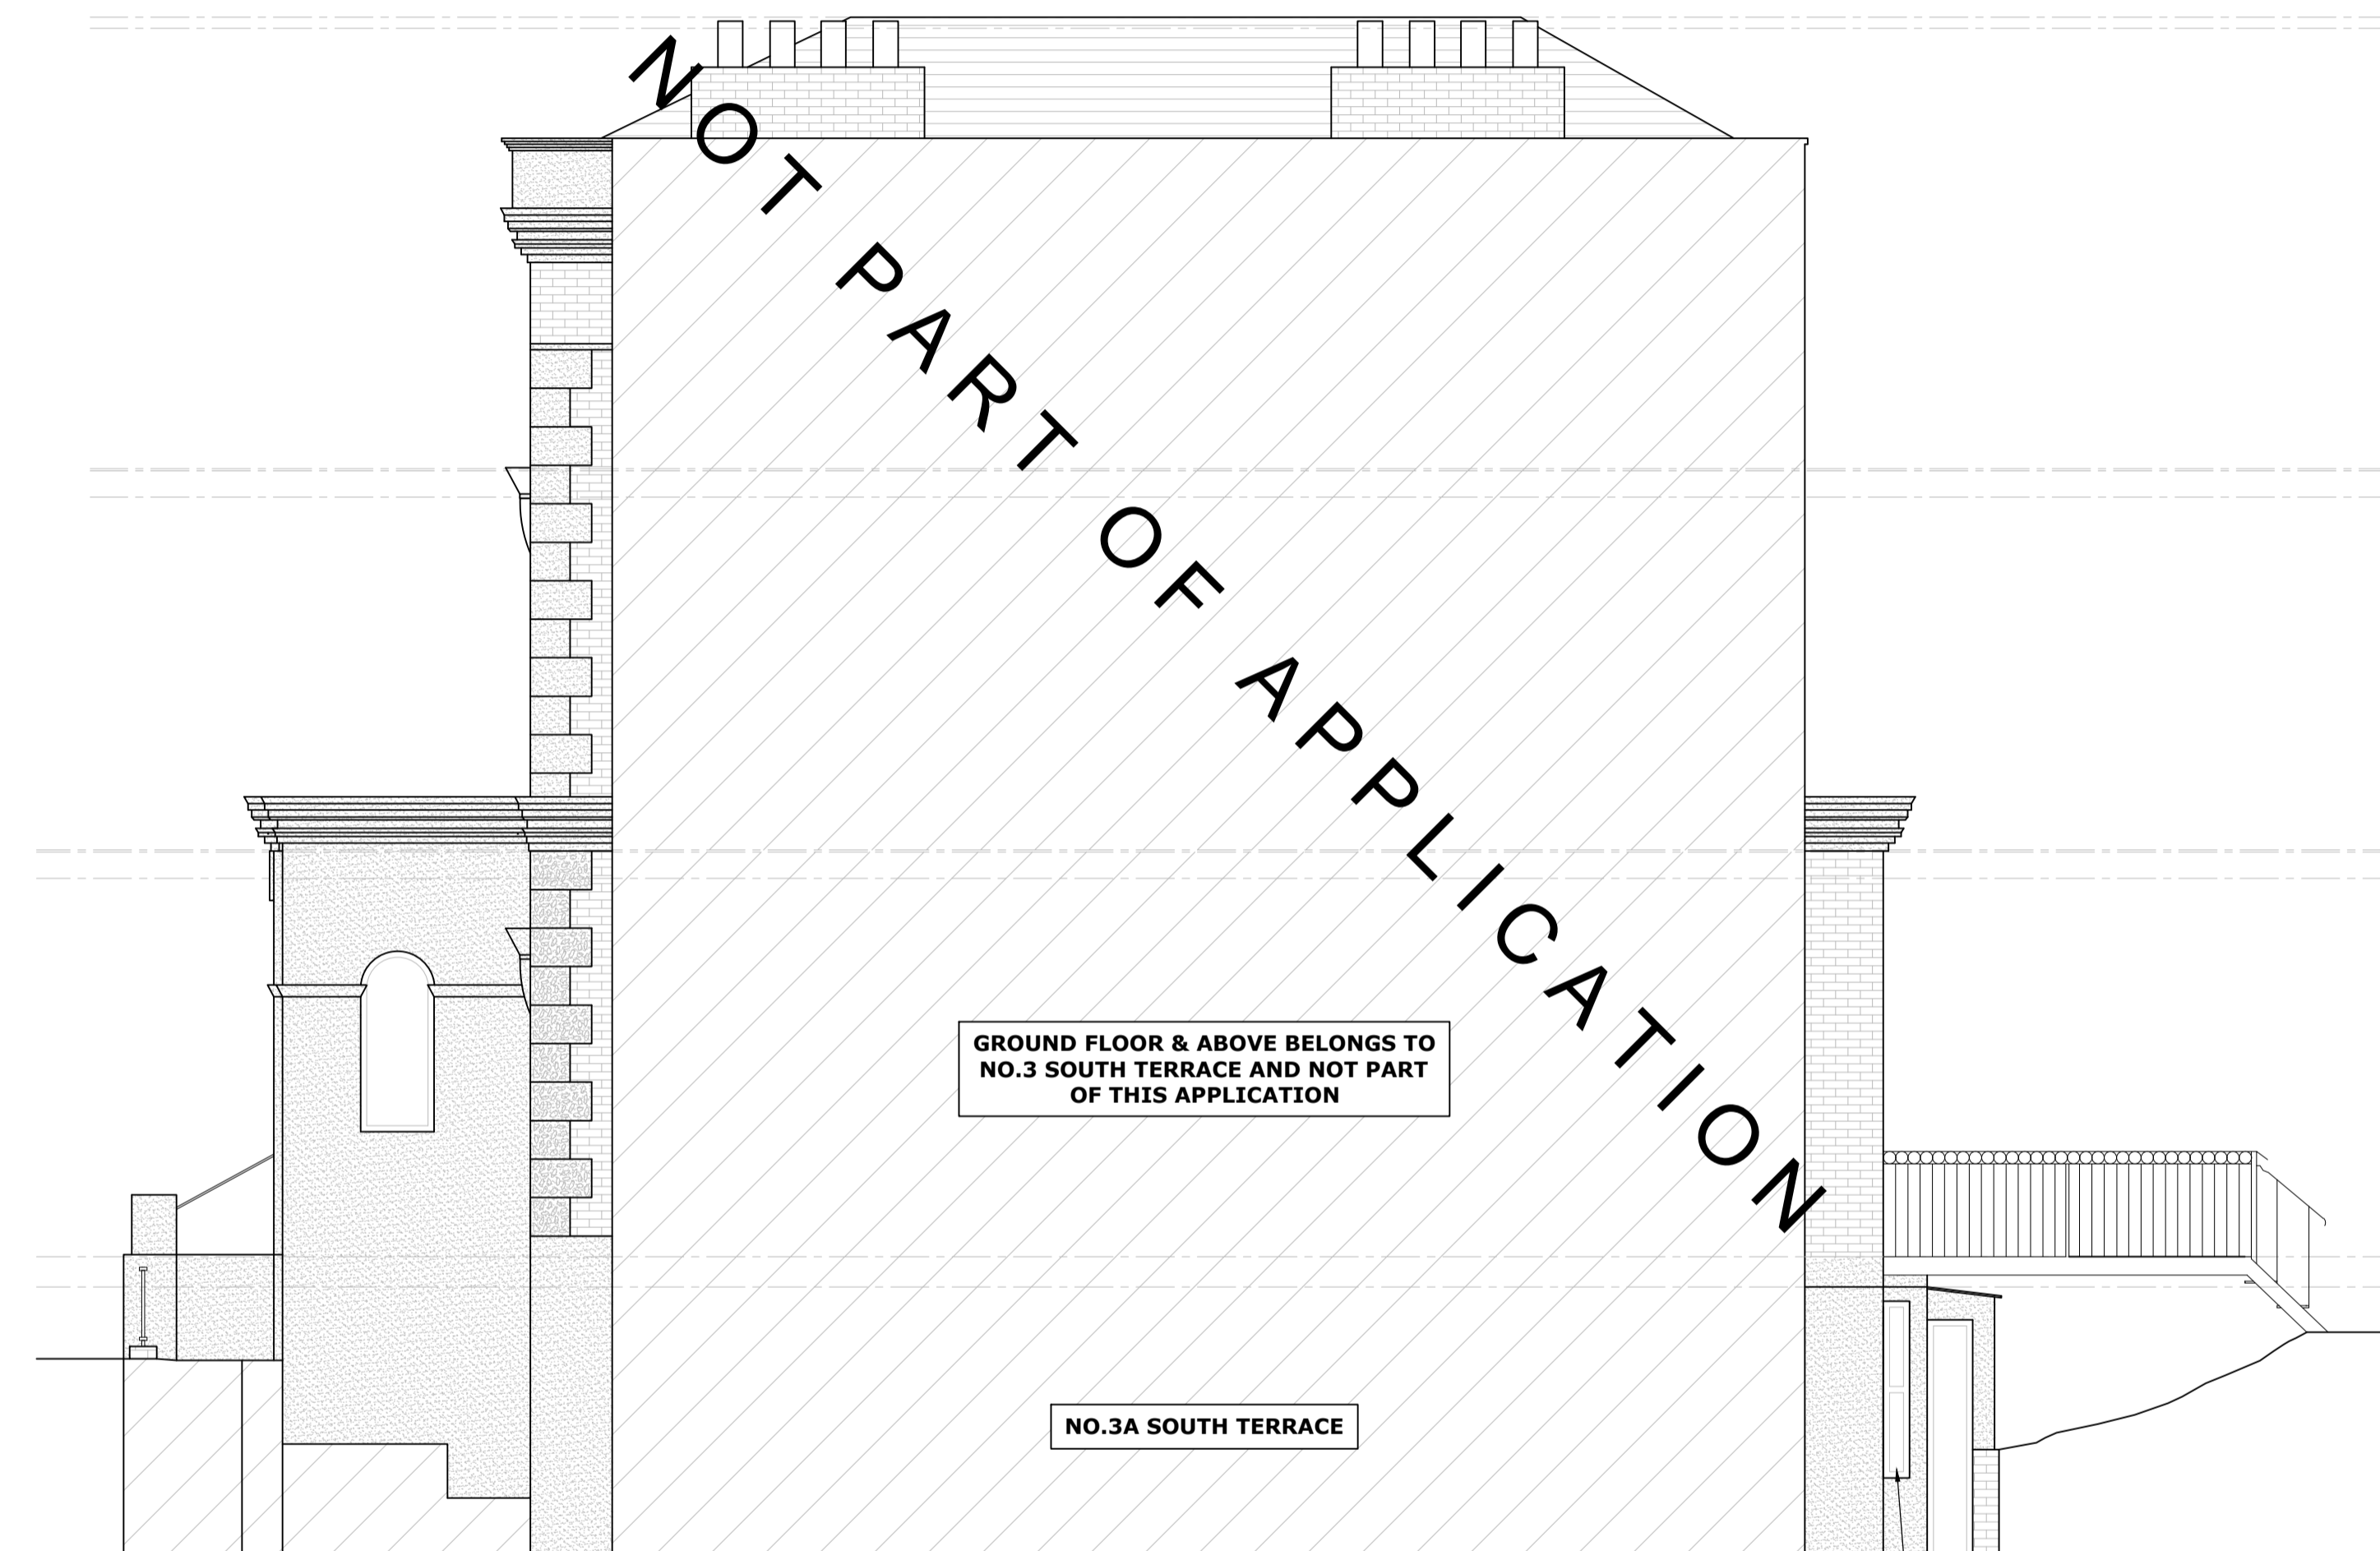 NOT PART OF APPLICATION
GROUND FLOOR & ABOVE BELONGS TO
NO.3 SOUTH TERRACE AND NOT PART
OF THIS APPLICATION
NO.3A SOUTH TERRACE